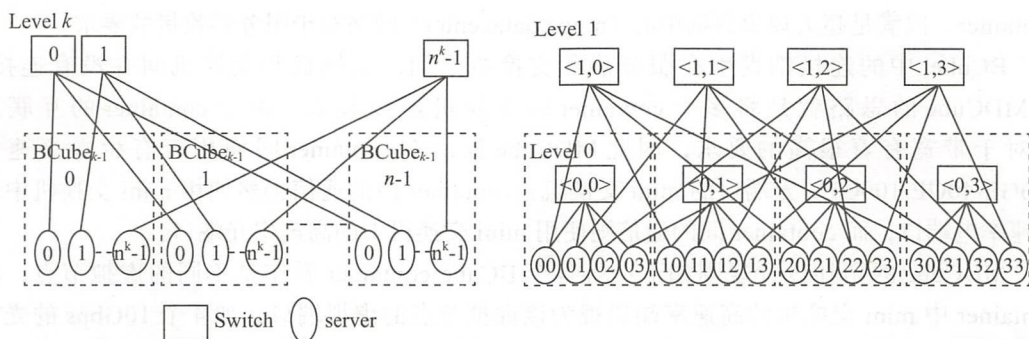 Level k
0 1 n^k-1
BCube_k-1 BCube_k-1 BCube_k-1
0 1 n-1
0 1 n^k-1 0 1 n^k-1 0 1 n^k-1
Switch server
Level 1
<1,0> <1,1> <1,2> <1,3>
Level 0
<0,0> <0,1> <0,2> <0,3>
00 01 02 03 10 11 12 13 20 21 22 23 30 31 32 33